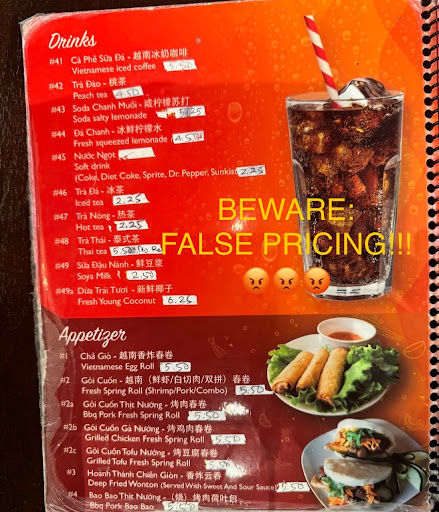 Drinks
#41 Cà Phê Sữa Đá - 越南冰奶咖啡
Vietnamese iced coffee 5.50
#42 Trà Đào - 桃茶
Peach tea 4.50
#43 Soda Chanh Muối - 咸柠檬苏打
Soda salty lemonade 5.25
#44 Đá Chanh - 冰鲜柠檬水
Fresh squeezed lemonade 4.50
#45 Nước Ngọt
Soft drink
(Coke, Diet Coke, Sprite, Dr. Pepper, Sunkist) 2.25
#46 Trà Đá - 冰茶
Iced tea 2.25
#47 Trà Nóng - 热茶
Hot tea 2.25
#48 Trà Thái - 泰式茶
Thai tea 5.50
#49 Sữa Đậu Nành - 鲜豆浆
Soya Milk 2.50
#49a Dừa Trái Tươi - 新鲜椰子
Fresh Young Coconut 6.25
BEWARE:
FALSE PRICING!!!
😡 😡 😡
Appetizer
#1 Chả Giò - 越南香炸春卷
Vietnamese Egg Roll 5.50
#2 Gỏi Cuốn - 越南（鲜虾/白切肉/双拼）春卷
Fresh Spring Roll (Shrimp/Pork/Combo) 5.50
#2a Gỏi Cuốn Thịt Nướng - 烤肉春卷
Bbq Pork Fresh Spring Roll 5.50
#2b Gỏi Cuốn Gà Nướng - 烤鸡肉春卷
Grilled Chicken Fresh Spring Roll 5.50
#2c Gỏi Cuốn Tofu Nướng - 烤豆腐春卷
Grilled Tofu Fresh Spring Roll 5.50
#3 Hoành Thánh Chiên Giòn - 香炸云吞
Deep Fried Wonton (Served With Sweet And Sour Sauce) 5.50
#4 Bao Bao Thịt Nướng -（烧）烤肉荷叶包
Bbq Pork Bao Bao 5.50